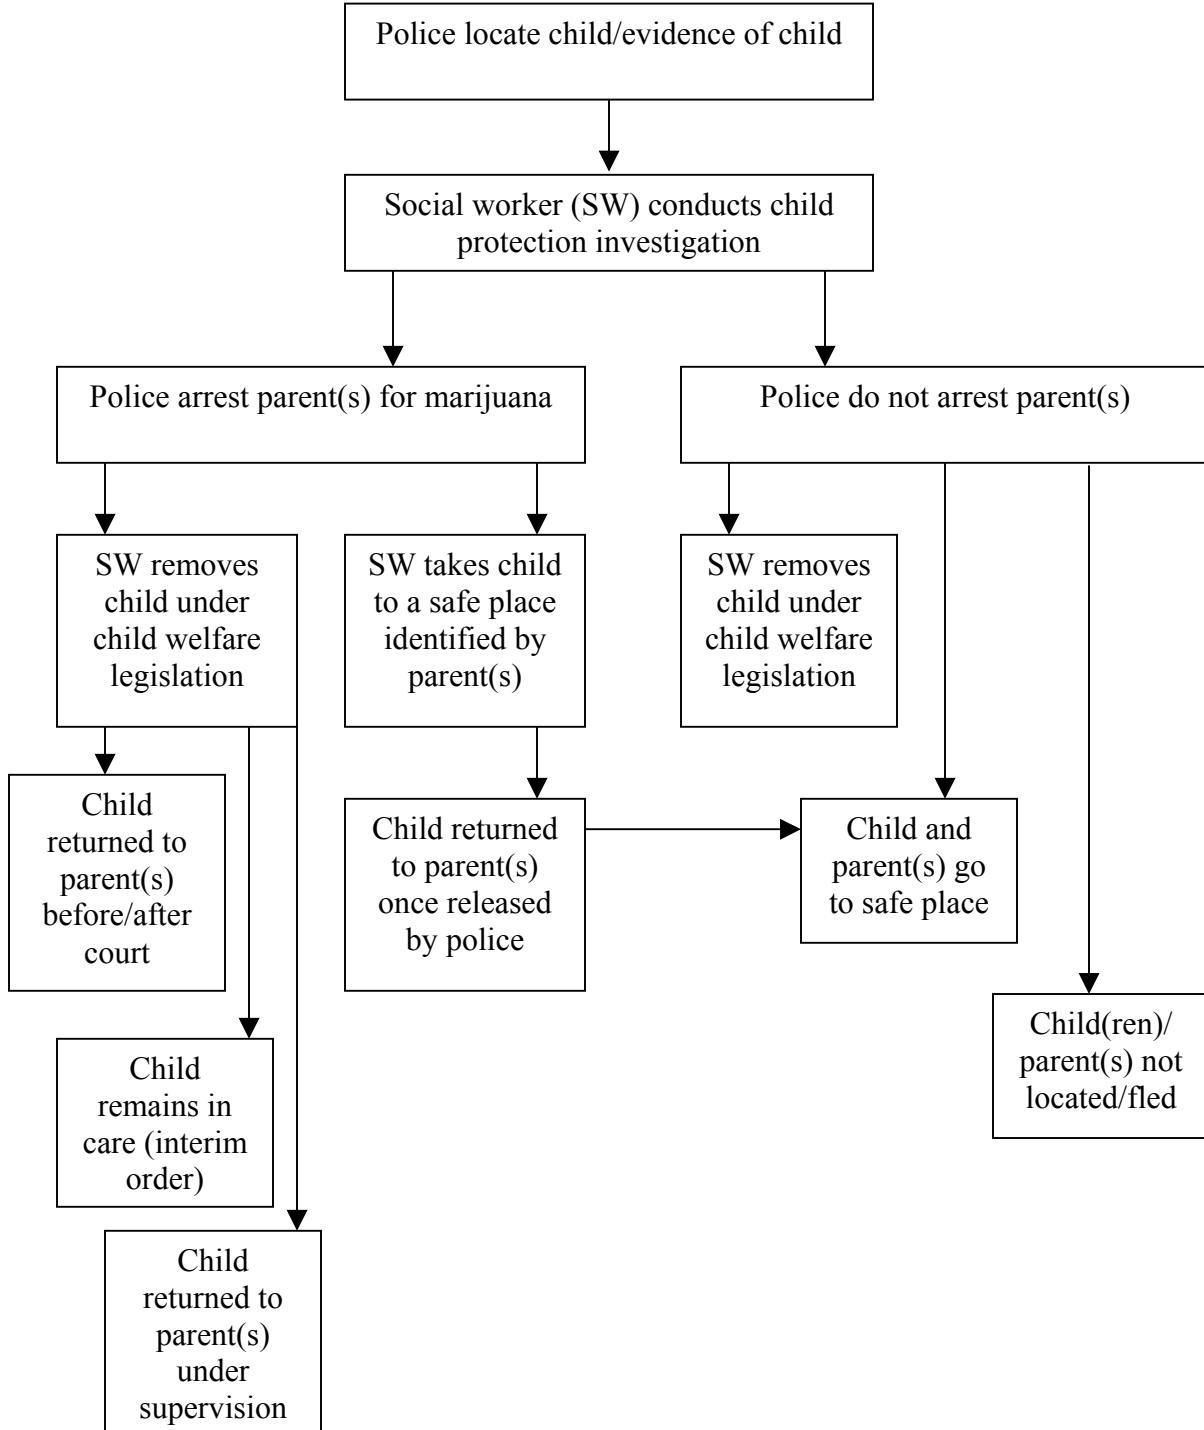 Police locate child/evidence of child
Social worker (SW) conducts child
protection investigation
Police arrest parent(s) for marijuana
Police do not arrest parent(s)
SW removes
child under
child welfare
legislation
SW takes child
to a safe place
identified by
parent(s)
SW removes
child under
child welfare
legislation
Child
returned to
parent(s)
before/after
court
Child returned
to parent(s)
once released
by police
Child and
parent(s) go
to safe place
Child(ren)/
parent(s) not
located/fled
Child
remains in
care (interim
order)
Child
returned to
parent(s)
under
supervision